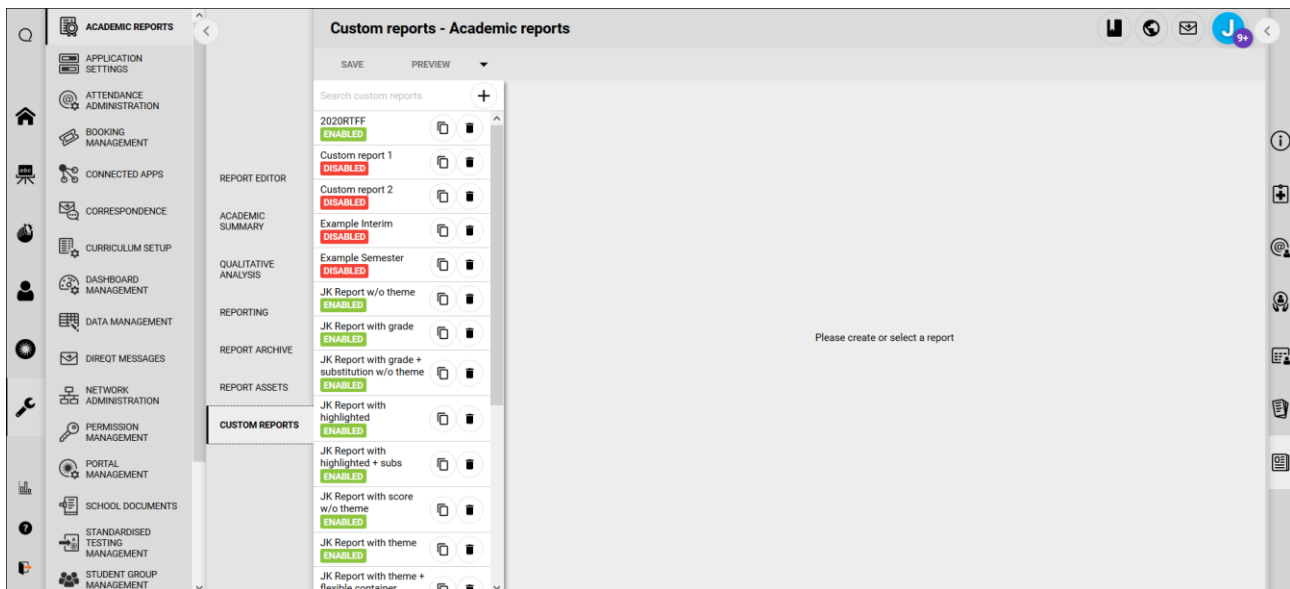 ACADEMIC REPORTS
APPLICATION
SETTINGS
ATTENDANCE
ADMINISTRATION
BOOKING
MANAGEMENT
CONNECTED APPS
CORRESPONDENCE
CURRICULUM SETUP
DASHBOARD
MANAGEMENT
DATA MANAGEMENT
DIREQT MESSAGES
NETWORK
ADMINISTRATION
PERMISSION
MANAGEMENT
PORTAL
MANAGEMENT
SCHOOL DOCUMENTS
STANDARDISED
TESTING
MANAGEMENT
STUDENT GROUP
MANAGEMENT
REPORT EDITOR
ACADEMIC
SUMMARY
QUALITATIVE
ANALYSIS
REPORTING
REPORT ARCHIVE
REPORT ASSETS
CUSTOM REPORTS
Custom reports - Academic reports
J
9+
SAVE PREVIEW
Search custom reports
2020RTFF
ENABLED
Custom report 1
DISABLED
Custom report 2
DISABLED
Example Interim
DISABLED
Example Semester
DISABLED
JK Report w/o theme
ENABLED
JK Report with grade
ENABLED
JK Report with grade +
substitution w/o theme
ENABLED
JK Report with
highlighted
ENABLED
JK Report with
highlighted + subs
ENABLED
JK Report with score
w/o theme
ENABLED
JK Report with theme
ENABLED
JK Report with theme +
flexible container
Please create or select a report